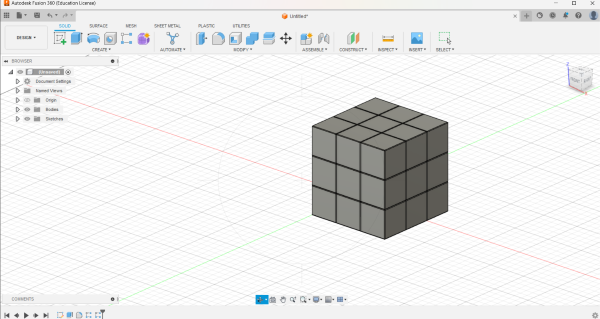 Autodesk Fusion 360 (Education License)
Untitled*
SOLID SURFACE MESH SHEET METAL PLASTIC UTILITIES
DESIGN
CREATE AUTOMATE MODIFY ASSEMBLE CONSTRUCT INSPECT INSERT SELECT
BROWSER
(Unsaved)
Document Settings
Named Views
Origin
Bodies
Sketches
COMMENTS